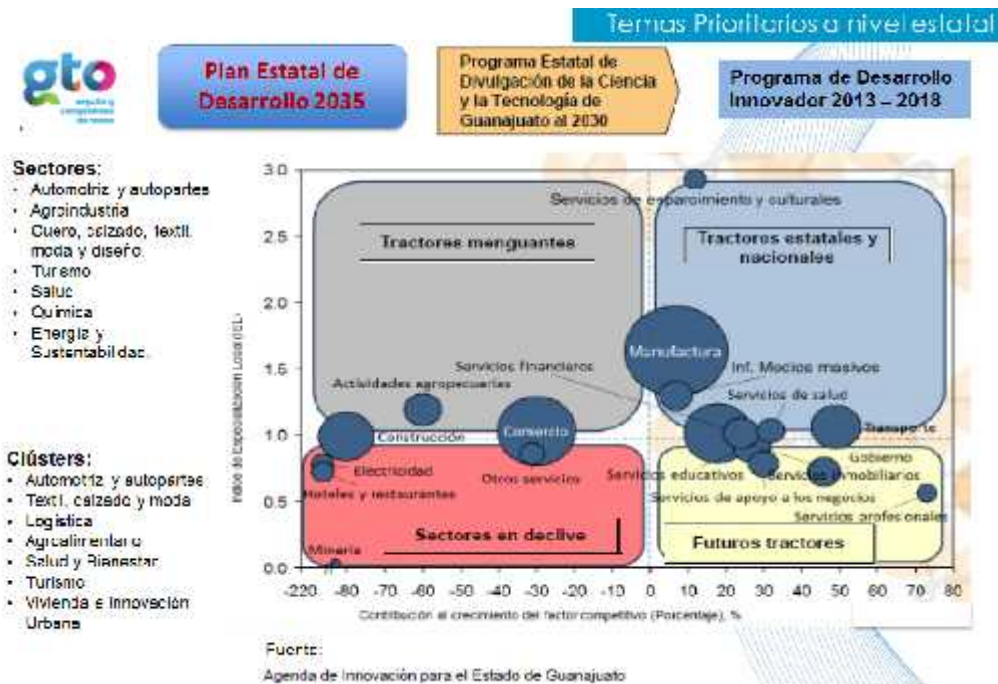 Temas Prioritarios a nivel estatal
gto
Plan Estatal de
Desarrollo 2035
Programa Estatal de
Divulgación de la Ciencia
y la Tecnología de
Guanajuato al 2030
Programa de Desarrollo
Innovador 2013 – 2018
Sectores:
• Automotriz y autopartes
• Agroindustria
• Cuero, calzado, textil,
moda y diseño
• Turismo
• Salud
• Química
• Energía y
Sustentabilidad.
Clústers:
• Automotriz y autopartes
• Textil, calzado y moda
• Logística
• Agroalimentario
• Salud y Bienestar
• Turismo
• Vivienda e Innovación
Urbana
Índice de Especialización Local (IEL)
3.0
2.5
2.0
1.5
1.0
0.5
0.0
Servicios de esparcimiento y culturales
Tractores menguantes
Tractores estatales y
nacionales
Manufactura
Servicios financieros
Inf. Medios masivos
Actividades agropecuarias
Servicios de salud
Construcción
Comercio
Transporte
Electricidad
Otros servicios
Gobierno
Servicios educativos
Servicios inmobiliarios
Hoteles y restaurantes
Servicios de apoyo a los negocios
Servicios profesionales
Sectores en declive
Futuros tractores
Minería
-220 -80 -70 -60 -50 -40 -30 -20 -10 0 10 20 30 40 50 60 70 80
Contribución al crecimiento del factor competitivo (Porcentaje), %
Fuente:
Agenda de Innovación para el Estado de Guanajuato